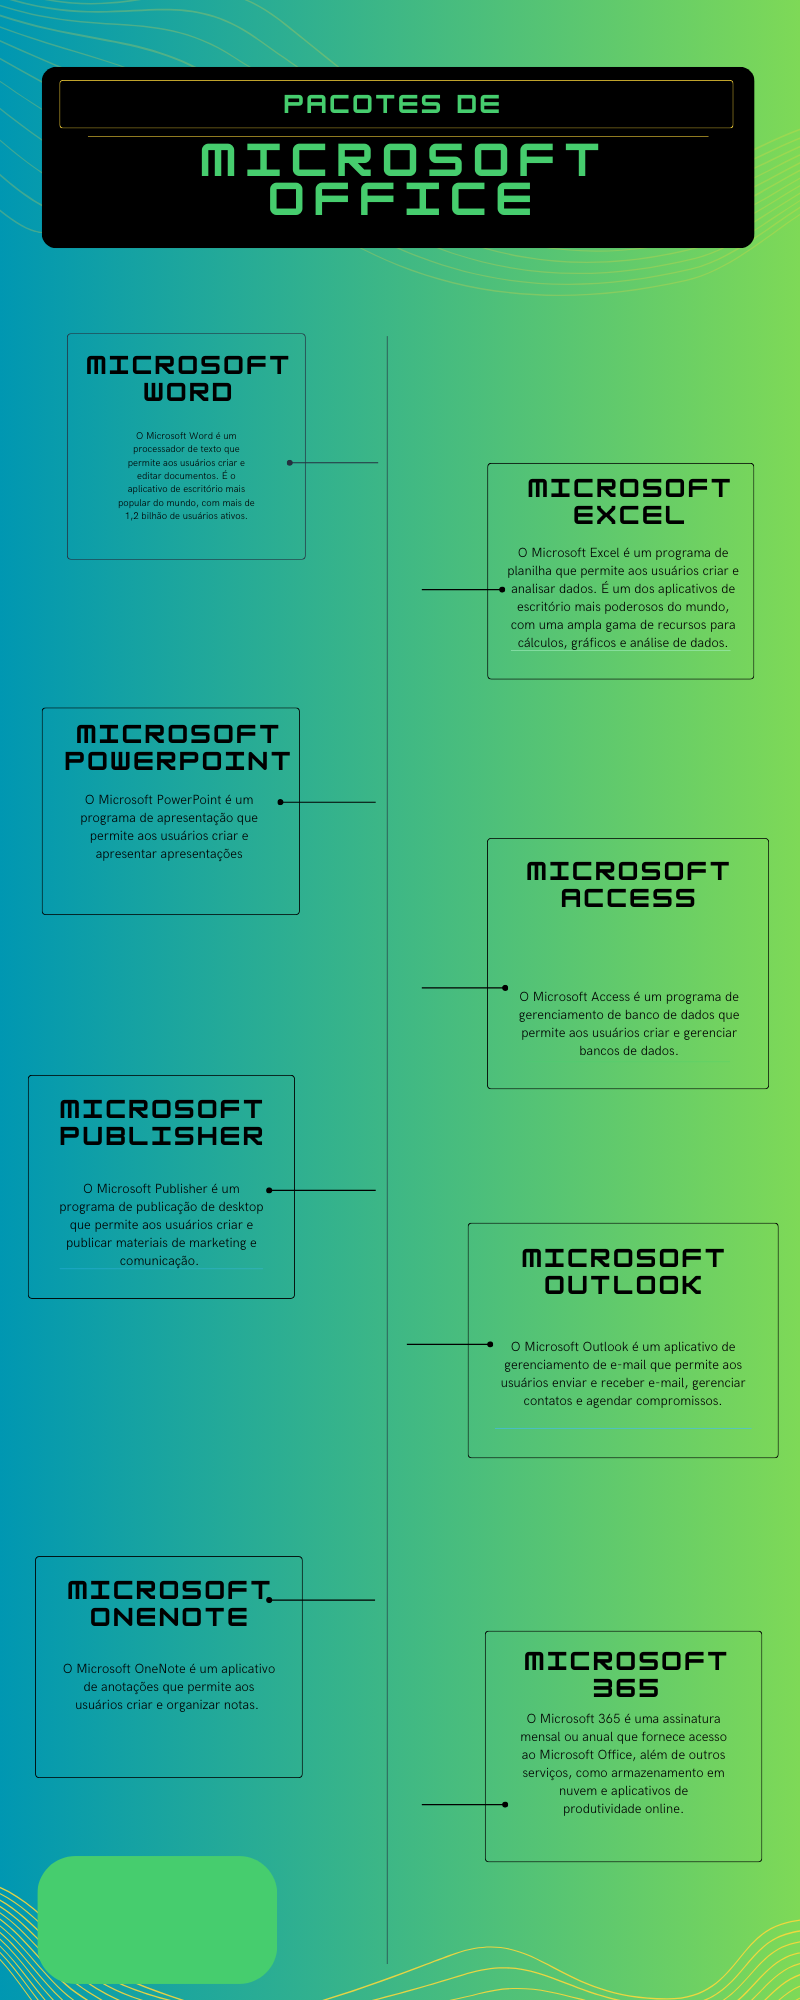 PACOTES DE
MICROSOFT
OFFICE
MICROSOFT
WORD
O Microsoft Word é um
processador de texto que
permite aos usuários criar e
editar documentos. É o
aplicativo de escritório mais
popular do mundo, com mais de
1,2 bilhão de usuários ativos.
MICROSOFT
EXCEL
O Microsoft Excel é um programa de
planilha que permite aos usuários criar e
analisar dados. É um dos aplicativos de
escritório mais poderosos do mundo,
com uma ampla gama de recursos para
cálculos, gráficos e análise de dados.
MICROSOFT
POWERPOINT
O Microsoft PowerPoint é um
programa de apresentação que
permite aos usuários criar e
apresentar apresentações
MICROSOFT
ACCESS
O Microsoft Access é um programa de
gerenciamento de banco de dados que
permite aos usuários criar e gerenciar
bancos de dados.
MICROSOFT
PUBLISHER
O Microsoft Publisher é um
programa de publicação de desktop
que permite aos usuários criar e
publicar materiais de marketing e
comunicação.
MICROSOFT
OUTLOOK
O Microsoft Outlook é um aplicativo de
gerenciamento de e-mail que permite aos
usuários enviar e receber e-mail, gerenciar
contatos e agendar compromissos.
MICROSOFT
ONENOTE
O Microsoft OneNote é um aplicativo
de anotações que permite aos
usuários criar e organizar notas.
MICROSOFT
365
O Microsoft 365 é uma assinatura
mensal ou anual que fornece acesso
ao Microsoft Office, além de outros
serviços, como armazenamento em
nuvem e aplicativos de
produtividade online.